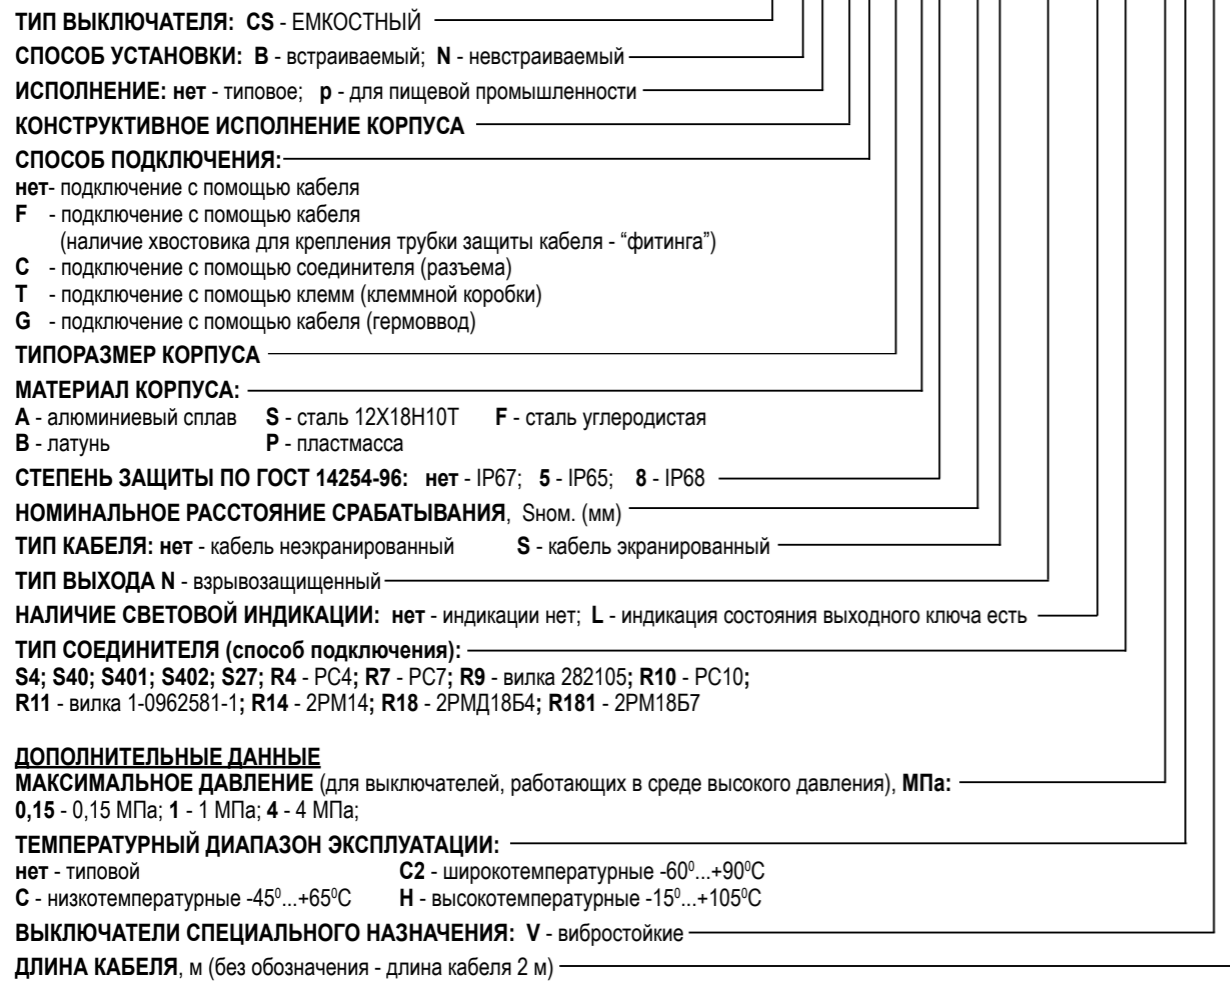 ТИП ВЫКЛЮЧАТЕЛЯ: CS - ЕМКОСТНЫЙ
СПОСОБ УСТАНОВКИ: B - встраиваемый; N - невстраиваемый
ИСПОЛНЕНИЕ: нет - типовое; p - для пищевой промышленности
КОНСТРУКТИВНОЕ ИСПОЛНЕНИЕ КОРПУСА
СПОСОБ ПОДКЛЮЧЕНИЯ:
нет- подключение с помощью кабеля
F - подключение с помощью кабеля
(наличие хвостовика для крепления трубки защиты кабеля - “фитинга”)
C - подключение с помощью соединителя (разъема)
T - подключение с помощью клемм (клеммной коробки)
G - подключение с помощью кабеля (гермоввод)
ТИПОРАЗМЕР КОРПУСА
МАТЕРИАЛ КОРПУСА:
A - алюминиевый сплав S - сталь 12Х18Н10Т F - сталь углеродистая
B - латунь P - пластмасса
СТЕПЕНЬ ЗАЩИТЫ ПО ГОСТ 14254-96: нет - IP67; 5 - IP65; 8 - IP68
НОМИНАЛЬНОЕ РАССТОЯНИЕ СРАБАТЫВАНИЯ, Sном. (мм)
ТИП КАБЕЛЯ: нет - кабель неэкранированный S - кабель экранированный
ТИП ВЫХОДА N - взрывозащищенный
НАЛИЧИЕ СВЕТОВОЙ ИНДИКАЦИИ: нет - индикации нет; L - индикация состояния выходного ключа есть
ТИП СОЕДИНИТЕЛЯ (способ подключения):
S4; S40; S401; S402; S27; R4 - РС4; R7 - РС7; R9 - вилка 282105; R10 - РС10;
R11 - вилка 1-0962581-1; R14 - 2РМ14; R18 - 2РМД18Б4; R181 - 2РМ18Б7
ДОПОЛНИТЕЛЬНЫЕ ДАННЫЕ
МАКСИМАЛЬНОЕ ДАВЛЕНИЕ (для выключателей, работающих в среде высокого давления), МПа:
0,15 - 0,15 МПа; 1 - 1 МПа; 4 - 4 МПа;
ТЕМПЕРАТУРНЫЙ ДИАПАЗОН ЭКСПЛУАТАЦИИ:
нет - типовой C2 - широкотемпературные -60⁰...+90⁰С
C - низкотемпературные -45⁰...+65⁰С H - высокотемпературные -15⁰...+105⁰С
ВЫКЛЮЧАТЕЛИ СПЕЦИАЛЬНОГО НАЗНАЧЕНИЯ: V - вибростойкие
ДЛИНА КАБЕЛЯ, м (без обозначения - длина кабеля 2 м)